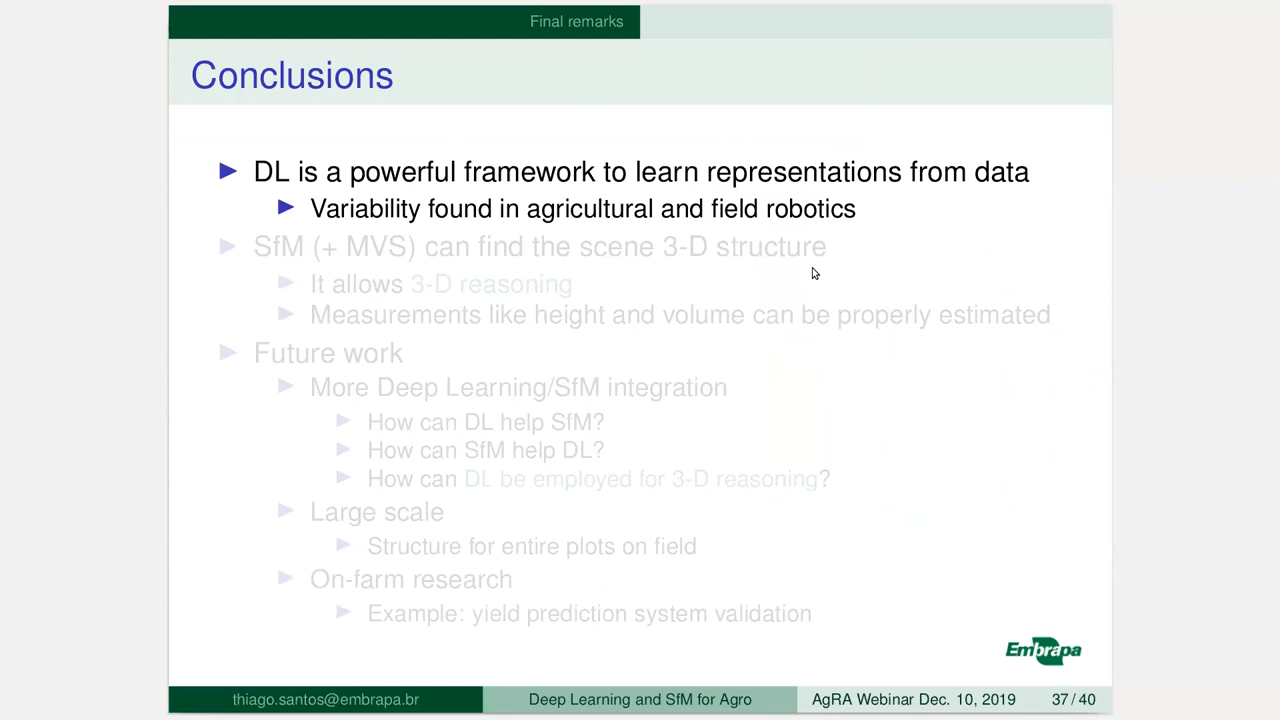 Final remarks
Conclusions
DL is a powerful framework to learn representations from data
Variability found in agricultural and field robotics
SfM (+ MVS) can find the scene 3-D structure
It allows 3-D reasoning
Measurements like height and volume can be properly estimated
Future work
More Deep Learning/SfM integration
How can DL help SfM?
How can SfM help DL?
How can DL be employed for 3-D reasoning?
Large scale
Structure for entire plots on field
On-farm research
Example: yield prediction system validation
Embrapa
thiago.santos@embrapa.br Deep Learning and SfM for Agro AgRA Webinar Dec. 10, 2019 37/40